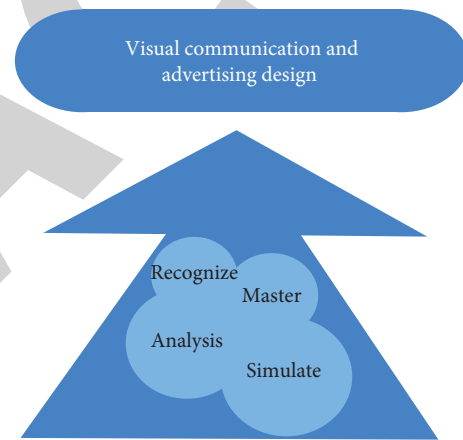 Visual communication and
advertising design
Recognize
Master
Analysis
Simulate